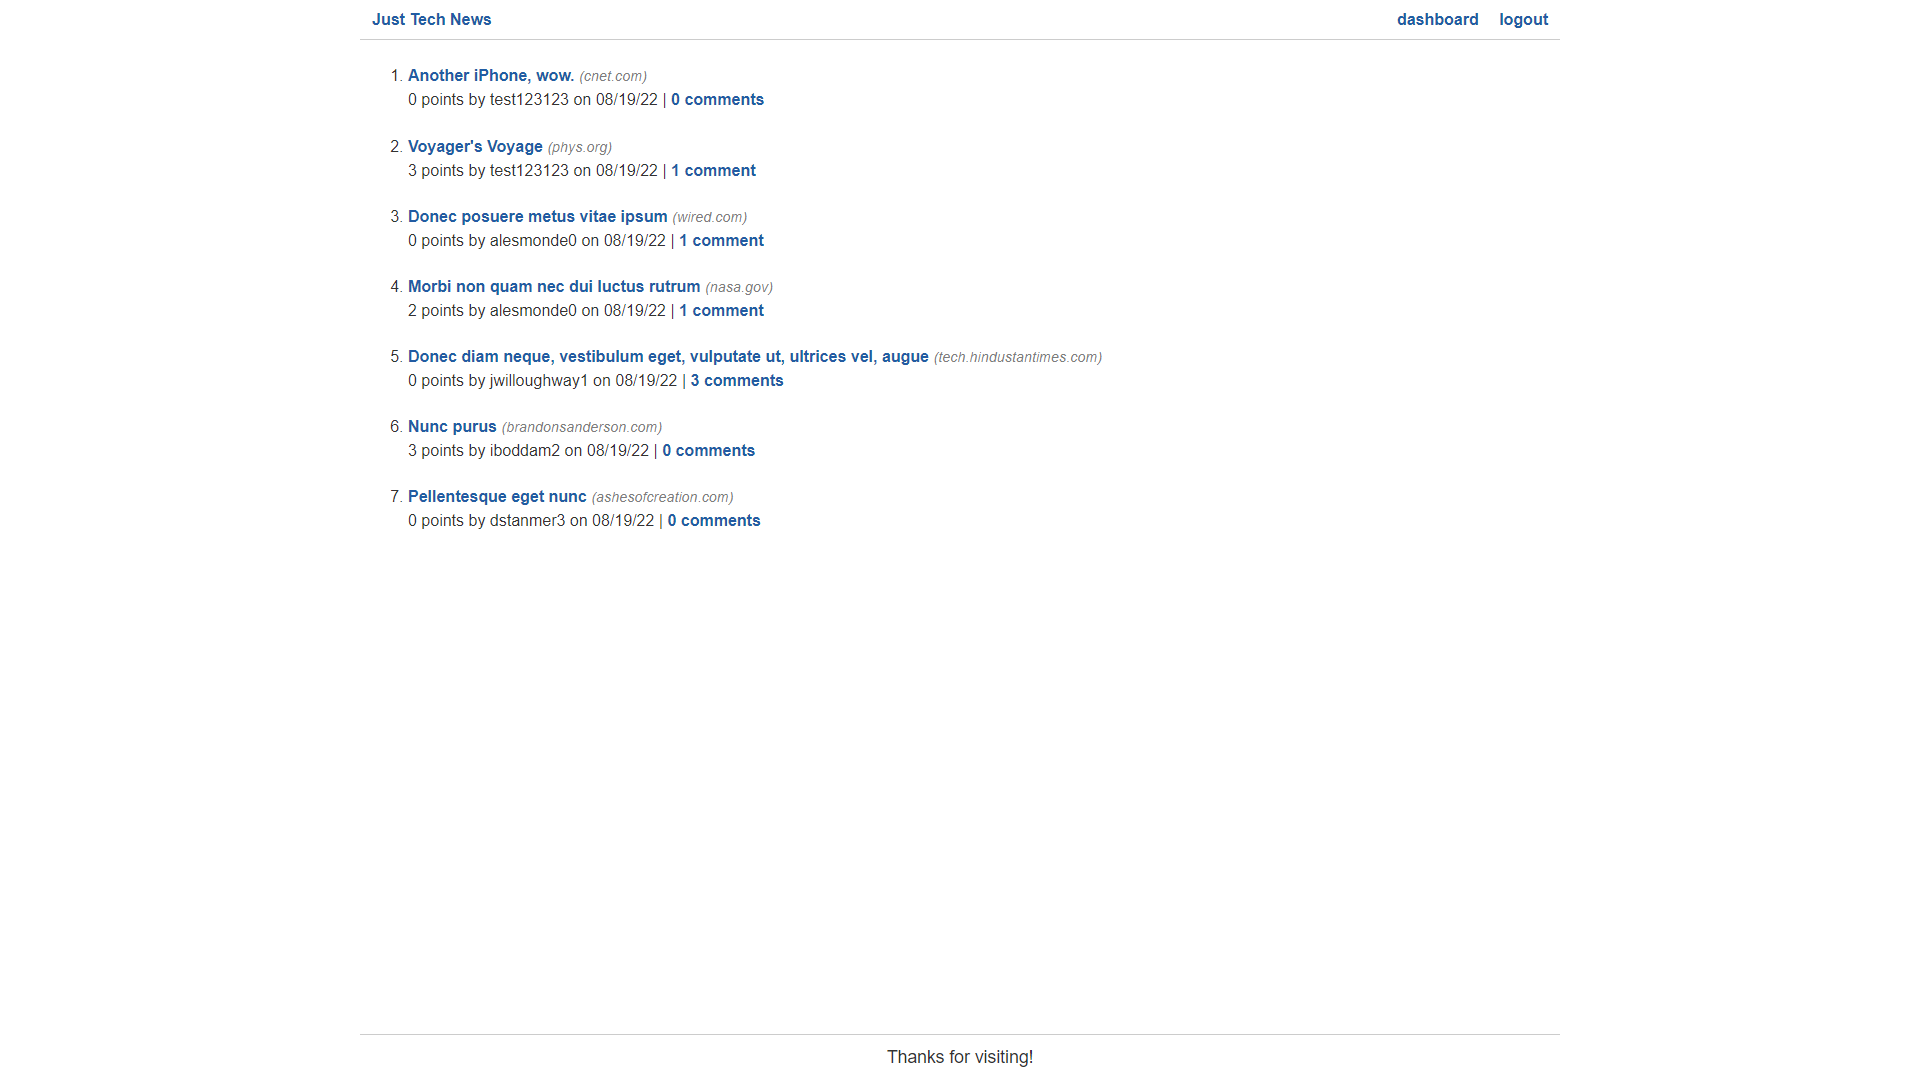 Just Tech News
dashboard logout
1. Another iPhone, wow. (cnet.com)
0 points by test123123 on 08/19/22 | 0 comments
2. Voyager's Voyage (phys.org)
3 points by test123123 on 08/19/22 | 1 comment
3. Donec posuere metus vitae ipsum (wired.com)
0 points by alesmonde0 on 08/19/22 | 1 comment
4. Morbi non quam nec dui luctus rutrum (nasa.gov)
2 points by alesmonde0 on 08/19/22 | 1 comment
5. Donec diam neque, vestibulum eget, vulputate ut, ultrices vel, augue (tech.hindustantimes.com)
0 points by jwilloughway1 on 08/19/22 | 3 comments
6. Nunc purus (brandonsanderson.com)
3 points by iboddam2 on 08/19/22 | 0 comments
7. Pellentesque eget nunc (ashesofcreation.com)
0 points by dstanmer3 on 08/19/22 | 0 comments
Thanks for visiting!